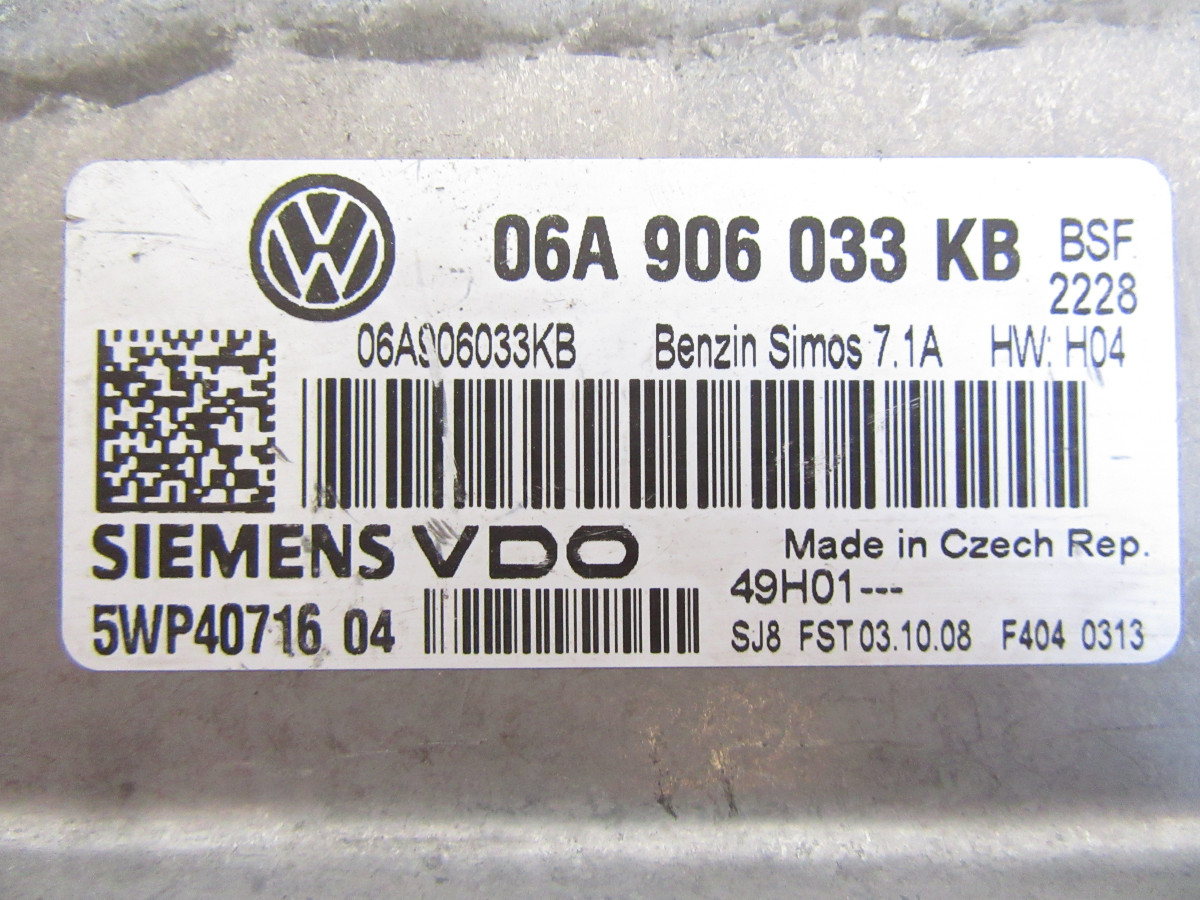 06A 906 033 KB BSF
2228
06A906033KB Benzin Simos 7.1A HW: H04
SIEMENS VDO
Made in Czech Rep.
49H01---
5WP40716 04
SJ8 FST 03.10.08 F404 0313